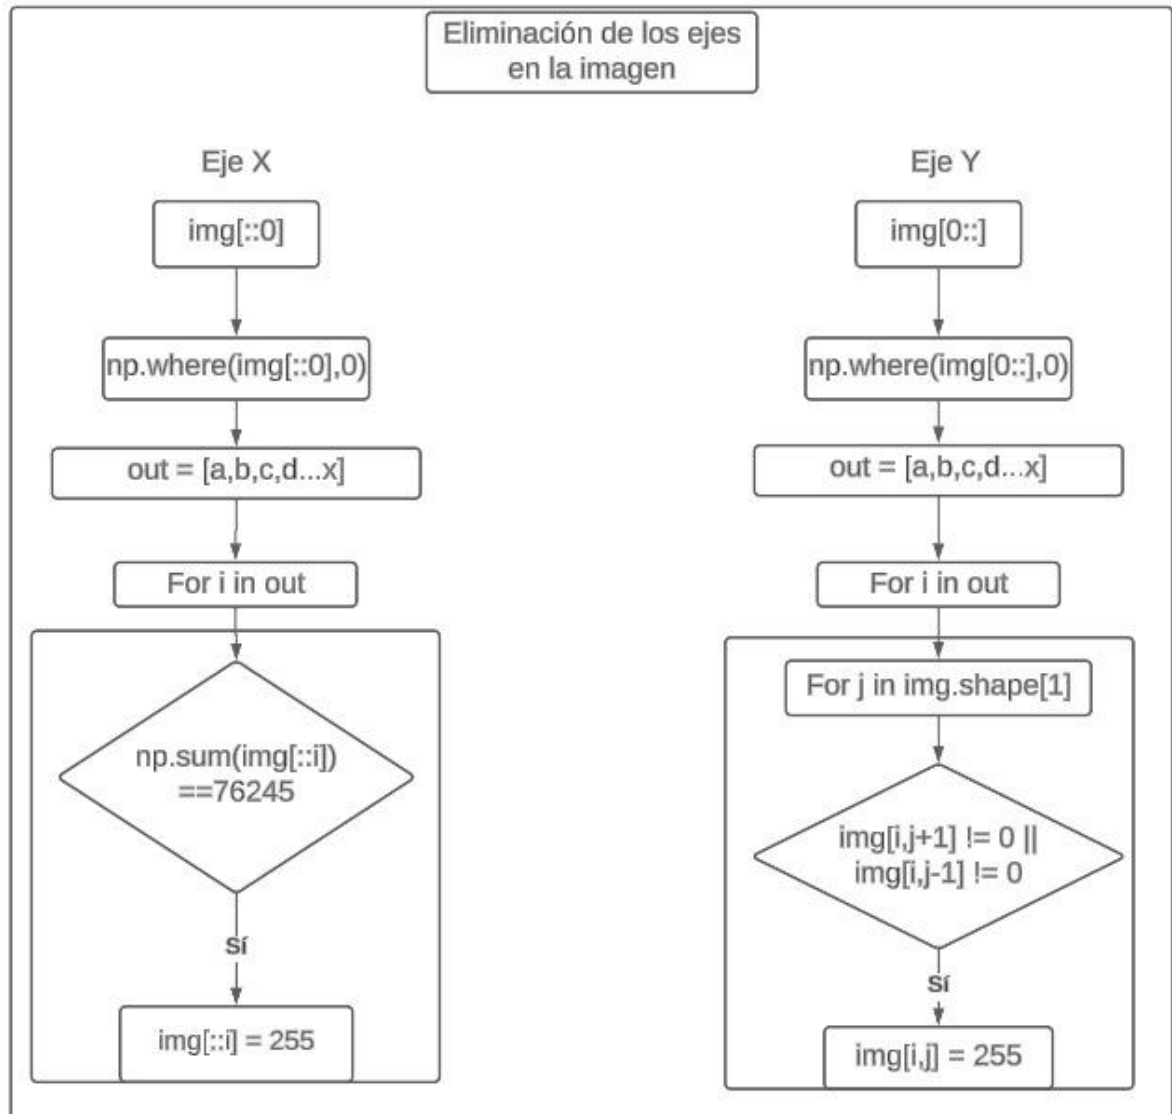 Eliminación de los ejes
en la imagen
Eje X
img[::0]
np.where(img[::0],0)
out = [a,b,c,d...x]
For i in out
np.sum(img[::i])
==76245
Sí
img[::i] = 255
Eje Y
img[0::]
np.where(img[0::],0)
out = [a,b,c,d...x]
For i in out
For j in img.shape[1]
img[i,j+1] != 0 ||
img[i,j-1] != 0
Sí
img[i,j] = 255